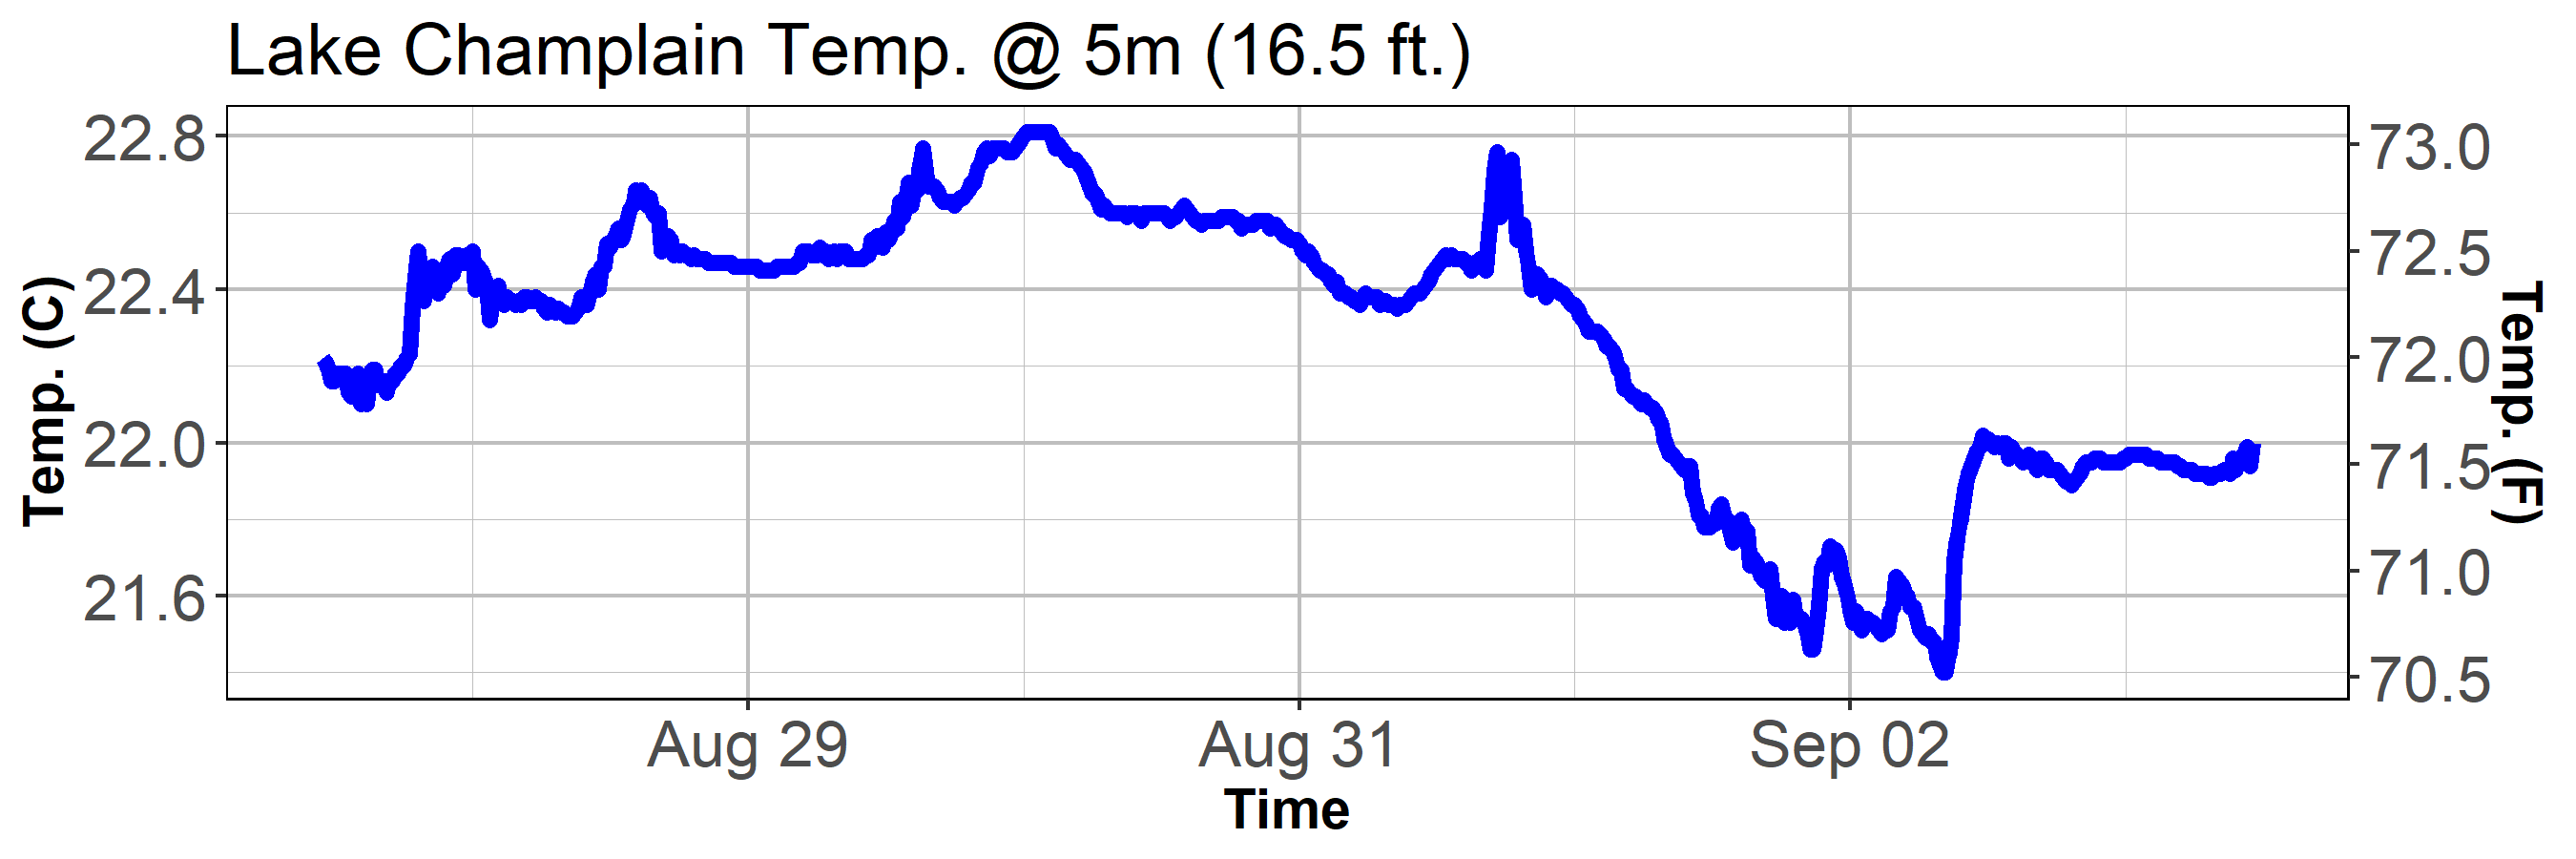 Lake Champlain Temp. @ 5m (16.5 ft.)
Temp. (C)
22.8
22.4
22.0
21.6
73.0
72.5
72.0
71.5
71.0
70.5
Temp. (F)
Aug 29
Aug 31
Sep 02
Time